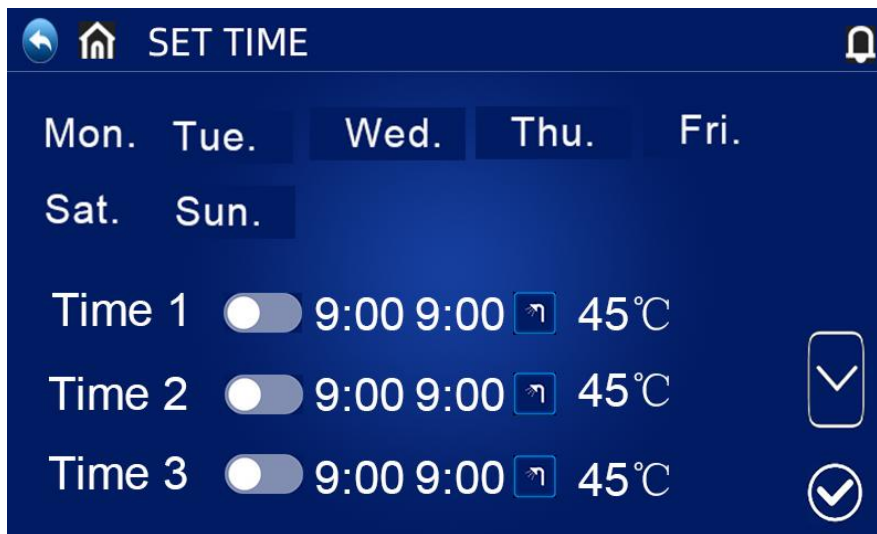 SET TIME
Mon. Tue. Wed. Thu. Fri.
Sat. Sun.
Time 1 9:00 9:00 45℃
Time 2 9:00 9:00 45℃
Time 3 9:00 9:00 45℃